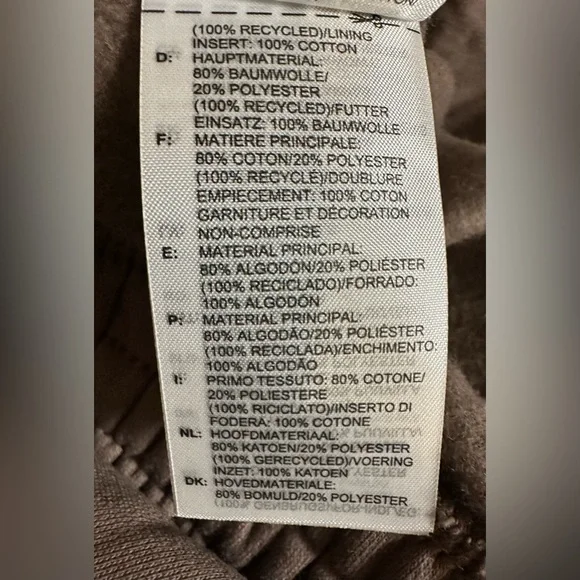 (100% RECYCLED)/LINING
INSERT: 100% COTTON
D: HAUPTMATERIAL:
80% BAUMWOLLE/
20% POLYESTER
(100% RECYCLED)/FUTTER
EINSATZ: 100% BAUMWOLLE
F: MATIERE PRINCIPALE:
80% COTON/20% POLYESTER
(100% RECYCLÉ)/DOUBLURE
EMPIECEMENT: 100% COTON
GARNITURE ET DÉCORATION
NON-COMPRISE
E: MATERIAL PRINCIPAL:
80% ALGODÓN/20% POLIÉSTER
(100% RECICLADO)/FORRADO:
100% ALGODON
P: MATERIAL PRINCIPAL:
80% ALGODÃO/20% POLIÉSTER
(100% RECICLADA)/ENCHIMENTO:
100% ALGODÃO
I: PRIMO TESSUTO: 80% COTONE/
20% POLIESTERE
(100% RICICLATO)/INSERTO DI
FODERA: 100% COTONE
NL: HOOFDMATERIAAL:
80% KATOEN/20% POLYESTER
(100% GERECYCLED)/VOERING
INZET: 100% KATOEN
DK: HOVEDMATERIALE:
80% BOMULD/20% POLYESTER